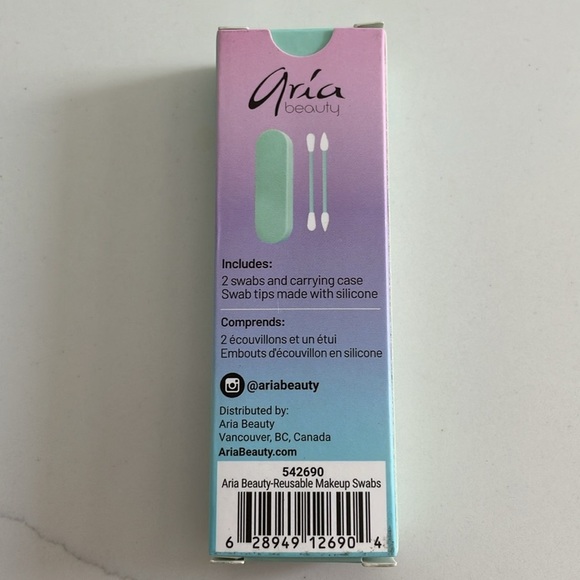 aria
beauty
Includes:
2 swabs and carrying case
Swab tips made with silicone
Comprends:
2 écouvillons et un étui
Embouts d'écouvillon en silicone
@ariabeauty
Distributed by:
Aria Beauty
Vancouver, BC, Canada
AriaBeauty.com
542690
Aria Beauty-Reusable Makeup Swabs
6 28949 12690 4